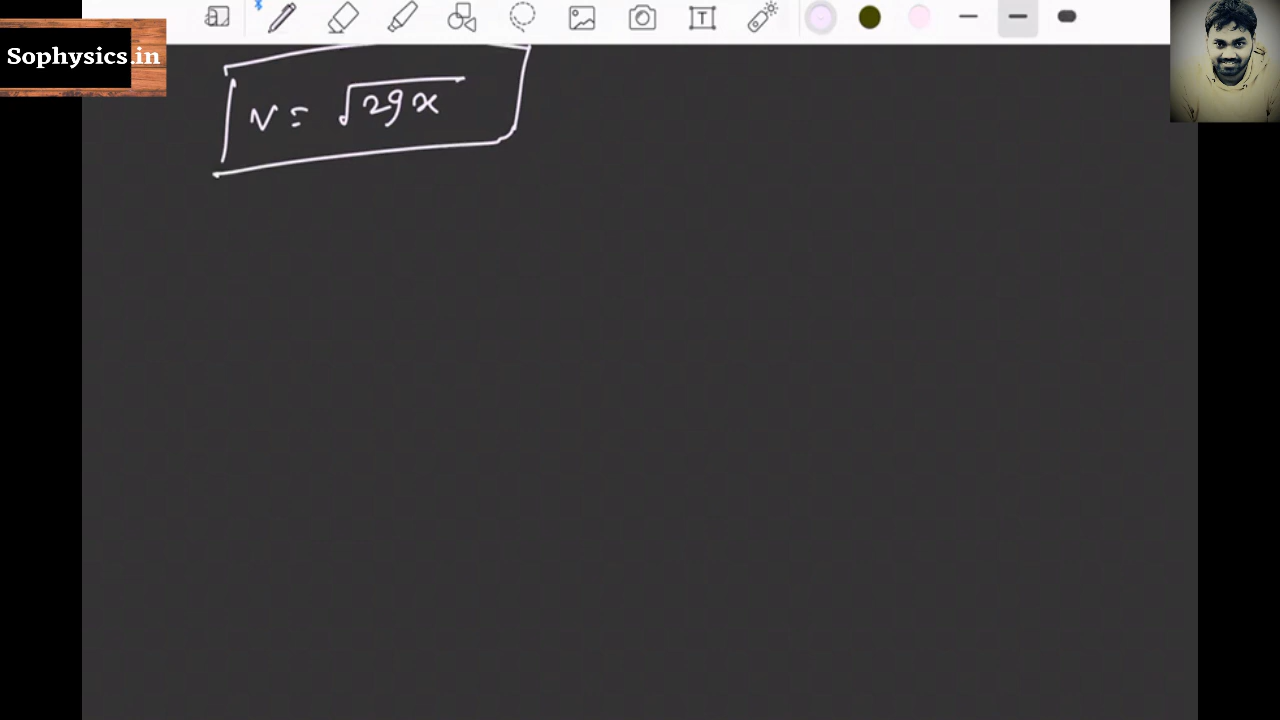 Sophysics.in
T
v = √2gx